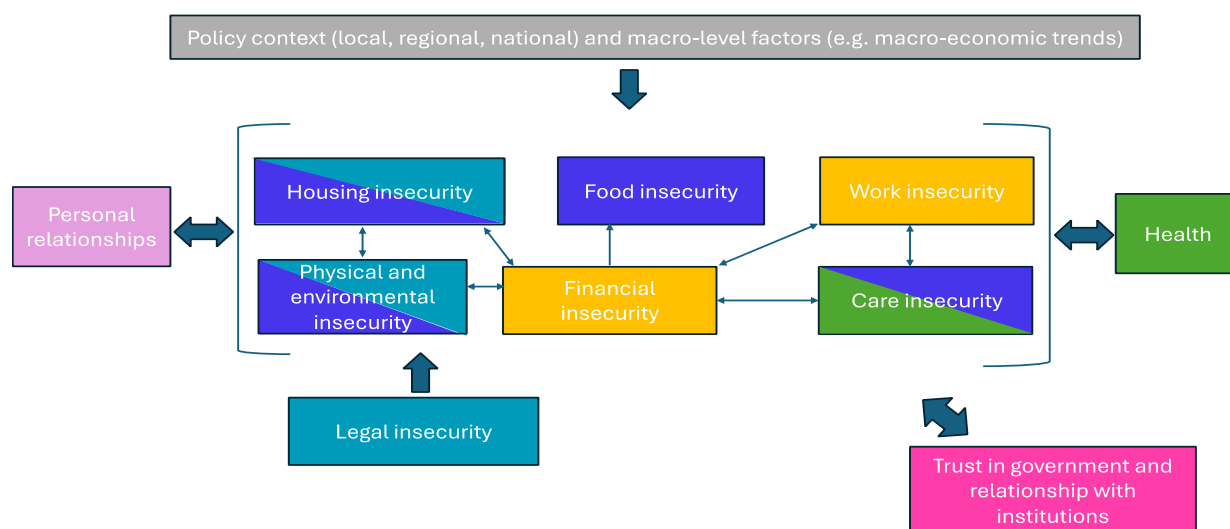 Policy context (local, regional, national) and macro-level factors (e.g. macro-economic trends)
Housing insecurity
Food insecurity
Work insecurity
Personal
relationships
Health
Physical and
environmental
insecurity
Financial
insecurity
Care insecurity
Legal insecurity
Trust in government and
relationship with
institutions